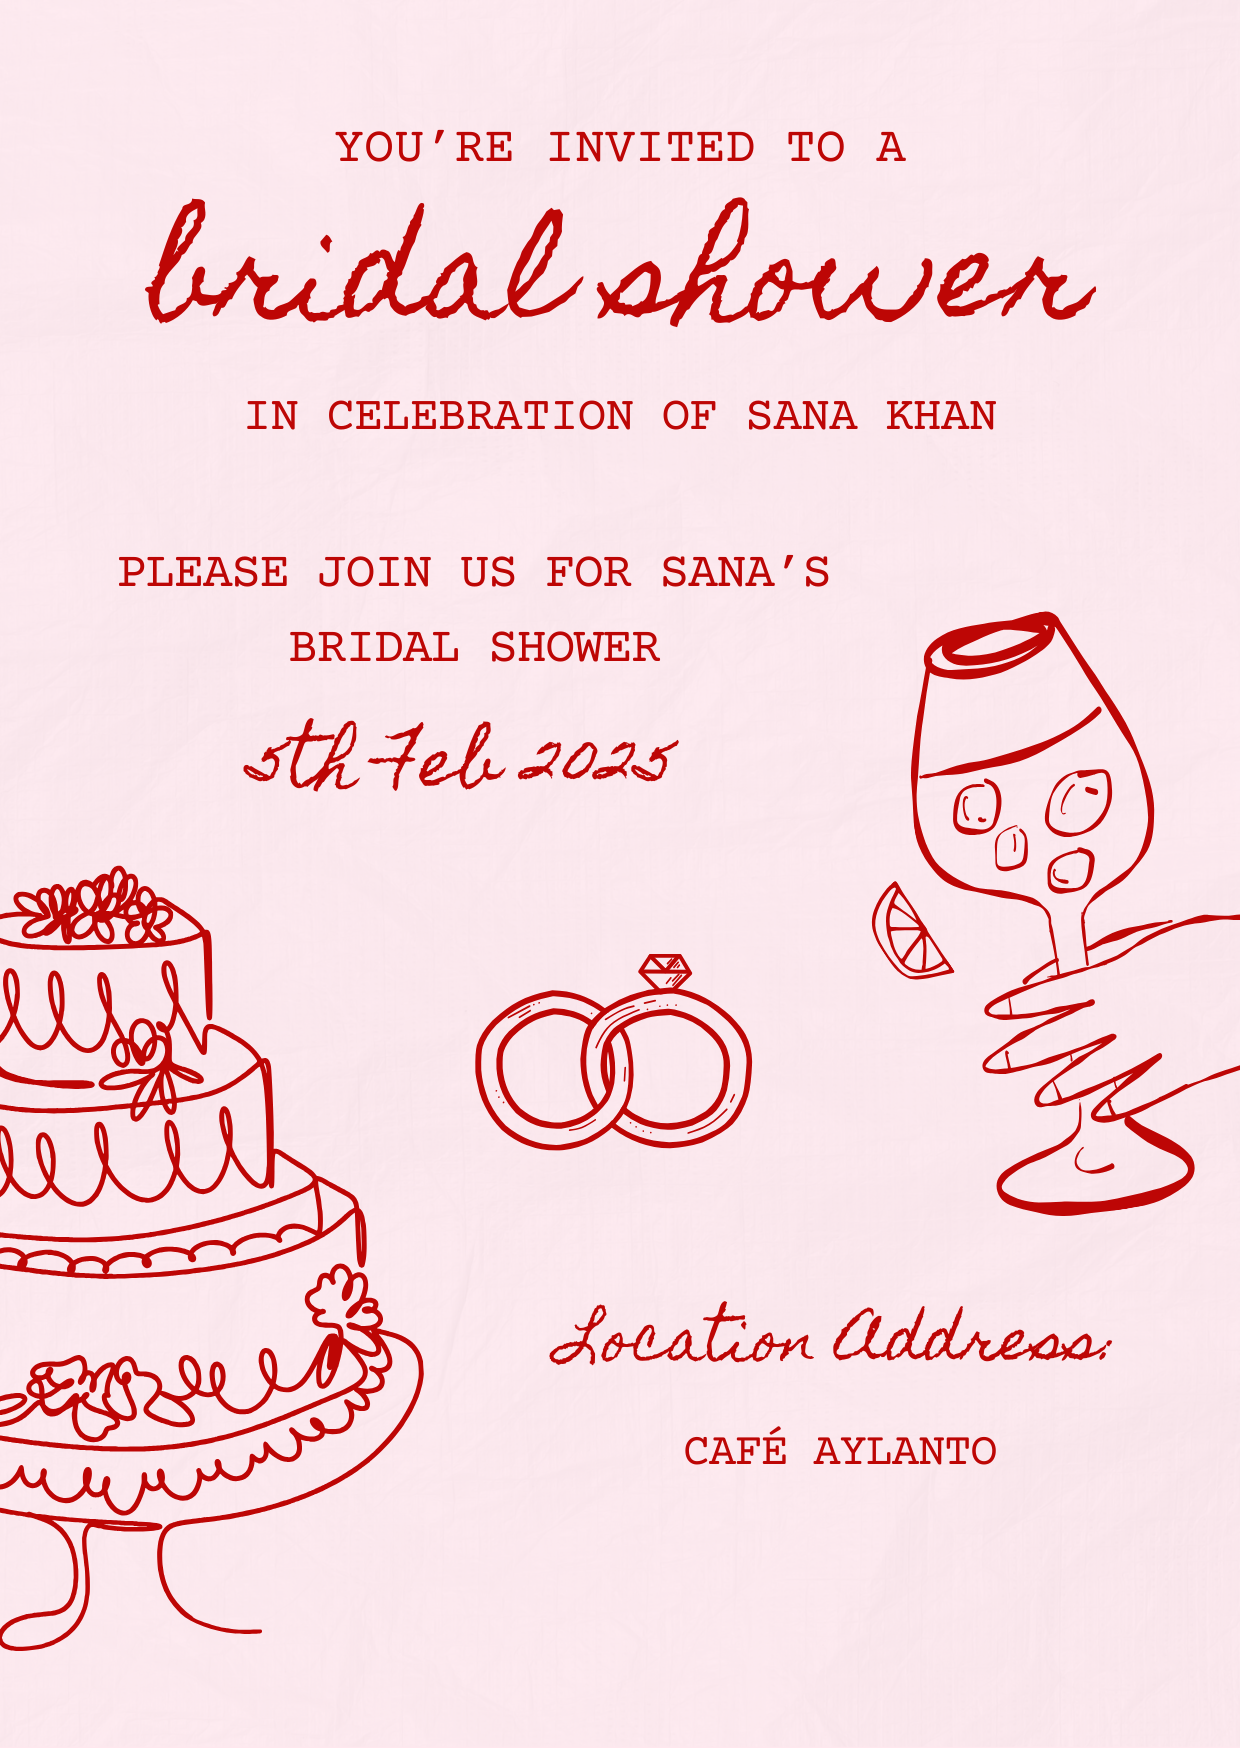 YOU’RE INVITED TO A
bridal shower
IN CELEBRATION OF SANA KHAN
PLEASE JOIN US FOR SANA’S
BRIDAL SHOWER
5th Feb 2025
Location Address:
CAFÉ AYLANTO